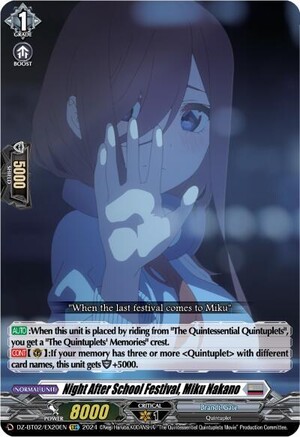 1
GRADE
BOOST
5000
SHIELD
"When the last festival comes to Miku"
AUTO:When this unit is placed by riding from "The Quintessential Quintuplets",
you get a "The Quintuplets' Memories" crest.
CONT【】:If your memory has three or more <Quintuplet> with different
card names, this unit gets +5000.
NORMAL UNIT
Night After School Festival, Miku Nakano
POWER
8000
CRITICAL
1
Brandt Gate
Quintuplet
DZ-BT02/EX20EN
2024